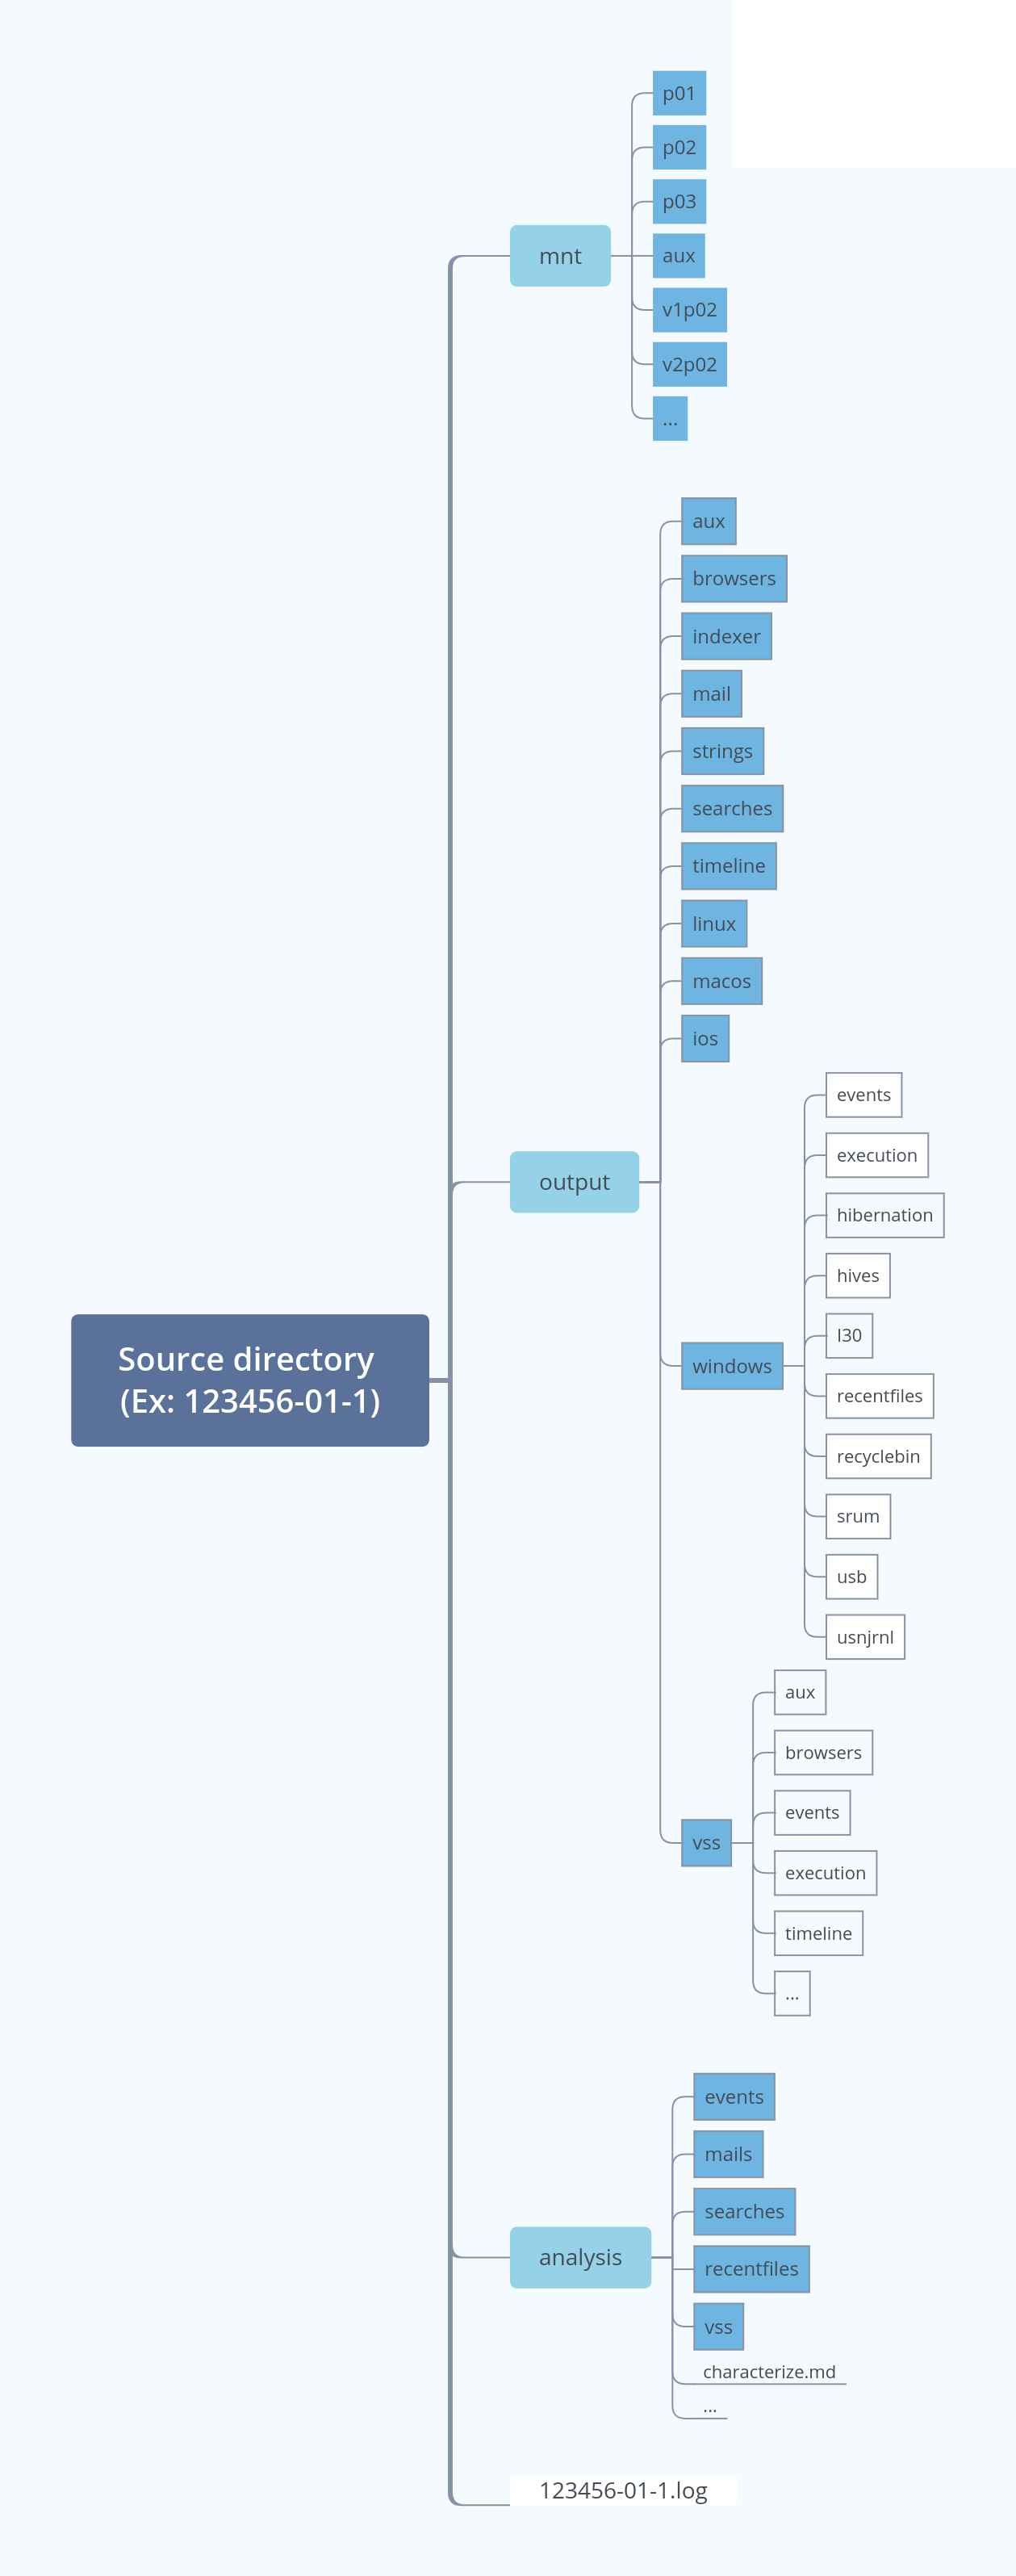 p01
p02
p03
mnt
aux
v1p02
v2p02
...
aux
browsers
indexer
mail
strings
searches
timeline
linux
macos
ios
events
execution
output
hibernation
hives
I30
Source directory
(Ex: 123456-01-1)
windows
recentfiles
recyclebin
srum
usb
usnjrnl
aux
browsers
events
vss
execution
timeline
...
events
mails
searches
analysis
recentfiles
vss
characterize.md
...
123456-01-1.log